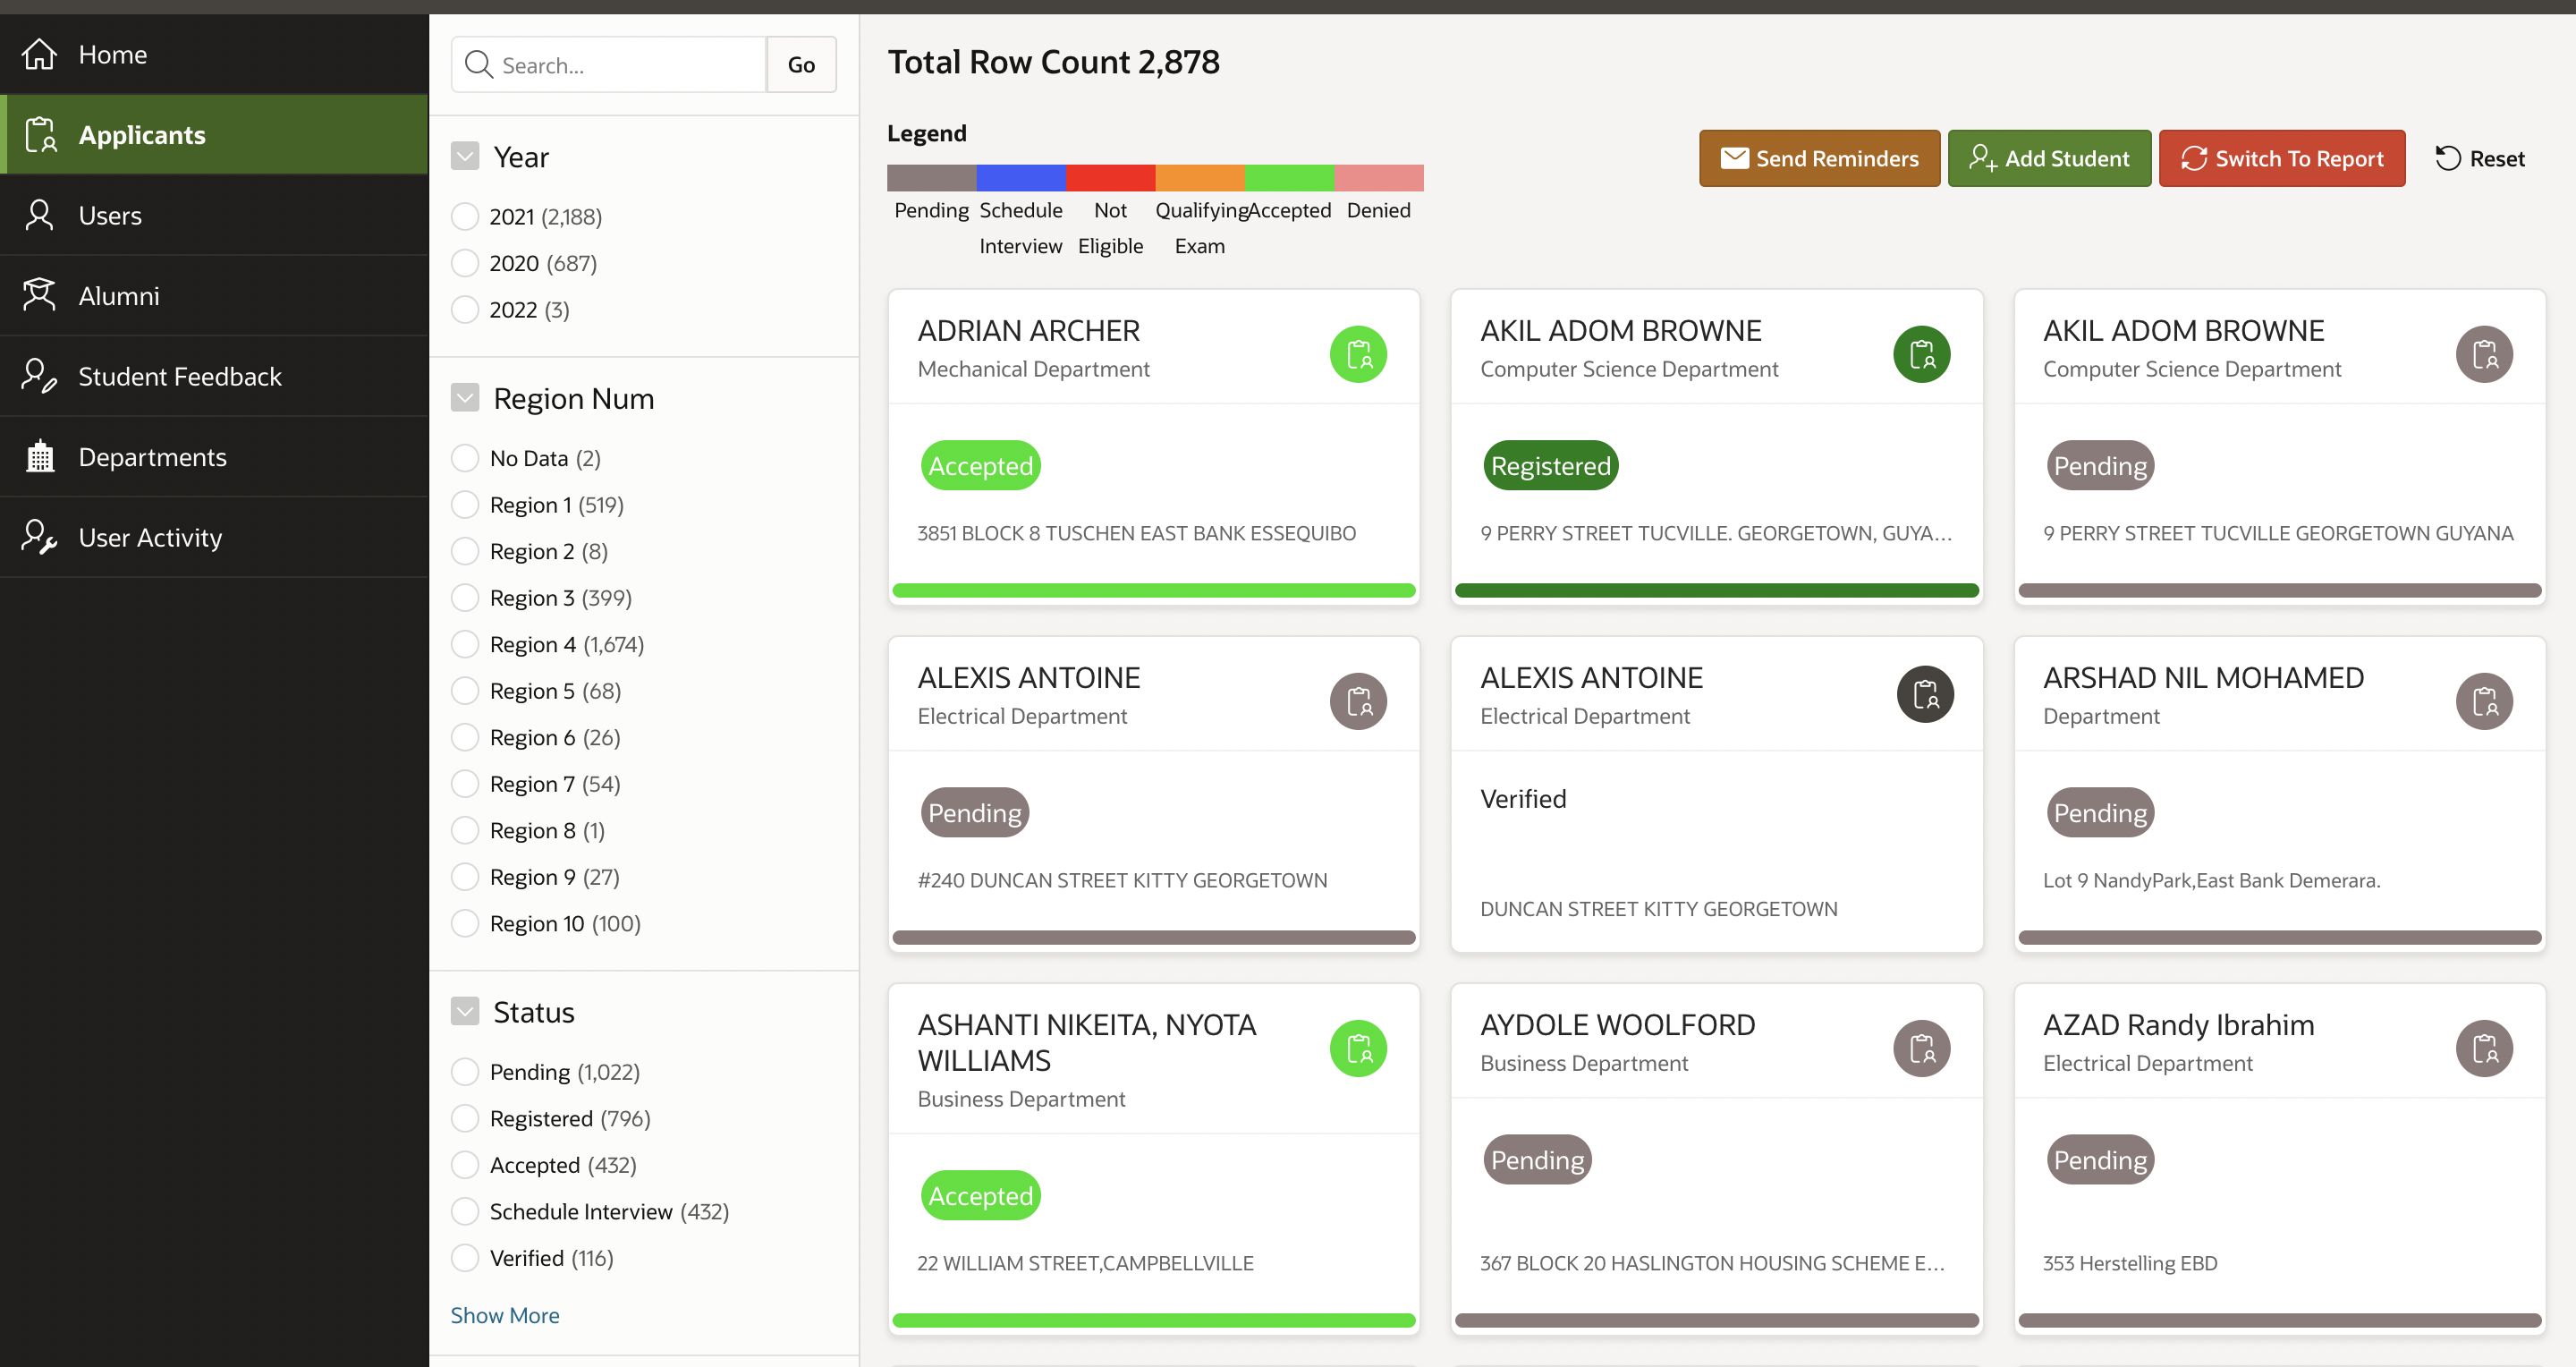 Home
Applicants
Users
Alumni
Student Feedback
Departments
User Activity
Search...
Go
Year
2021 (2,188)
2020 (687)
2022 (3)
Region Num
No Data (2)
Region 1 (519)
Region 2 (8)
Region 3 (399)
Region 4 (1,674)
Region 5 (68)
Region 6 (26)
Region 7 (54)
Region 8 (1)
Region 9 (27)
Region 10 (100)
Status
Pending (1,022)
Registered (796)
Accepted (432)
Schedule Interview (432)
Verified (116)
Show More
Total Row Count 2,878
Legend
Pending
Schedule
Interview
Not
Eligible
Qualifying
Exam
Accepted
Denied
Send Reminders
Add Student
Switch To Report
Reset
ADRIAN ARCHER
Mechanical Department
Accepted
3851 BLOCK 8 TUSCHEN EAST BANK ESSEQUIBO
AKIL ADOM BROWNE
Computer Science Department
Registered
9 PERRY STREET TUCVILLE. GEORGETOWN, GUYA...
AKIL ADOM BROWNE
Computer Science Department
Pending
9 PERRY STREET TUCVILLE GEORGETOWN GUYANA
ALEXIS ANTOINE
Electrical Department
Pending
#240 DUNCAN STREET KITTY GEORGETOWN
ALEXIS ANTOINE
Electrical Department
Verified
DUNCAN STREET KITTY GEORGETOWN
ARSHAD NIL MOHAMED
Department
Pending
Lot 9 NandyPark,East Bank Demerara.
ASHANTI NIKEITA, NYOTA
WILLIAMS
Business Department
Accepted
22 WILLIAM STREET,CAMPBELLVILLE
AYDOLE WOOLFORD
Business Department
Pending
367 BLOCK 20 HASLINGTON HOUSING SCHEME E...
AZAD Randy Ibrahim
Electrical Department
Pending
353 Herstelling EBD